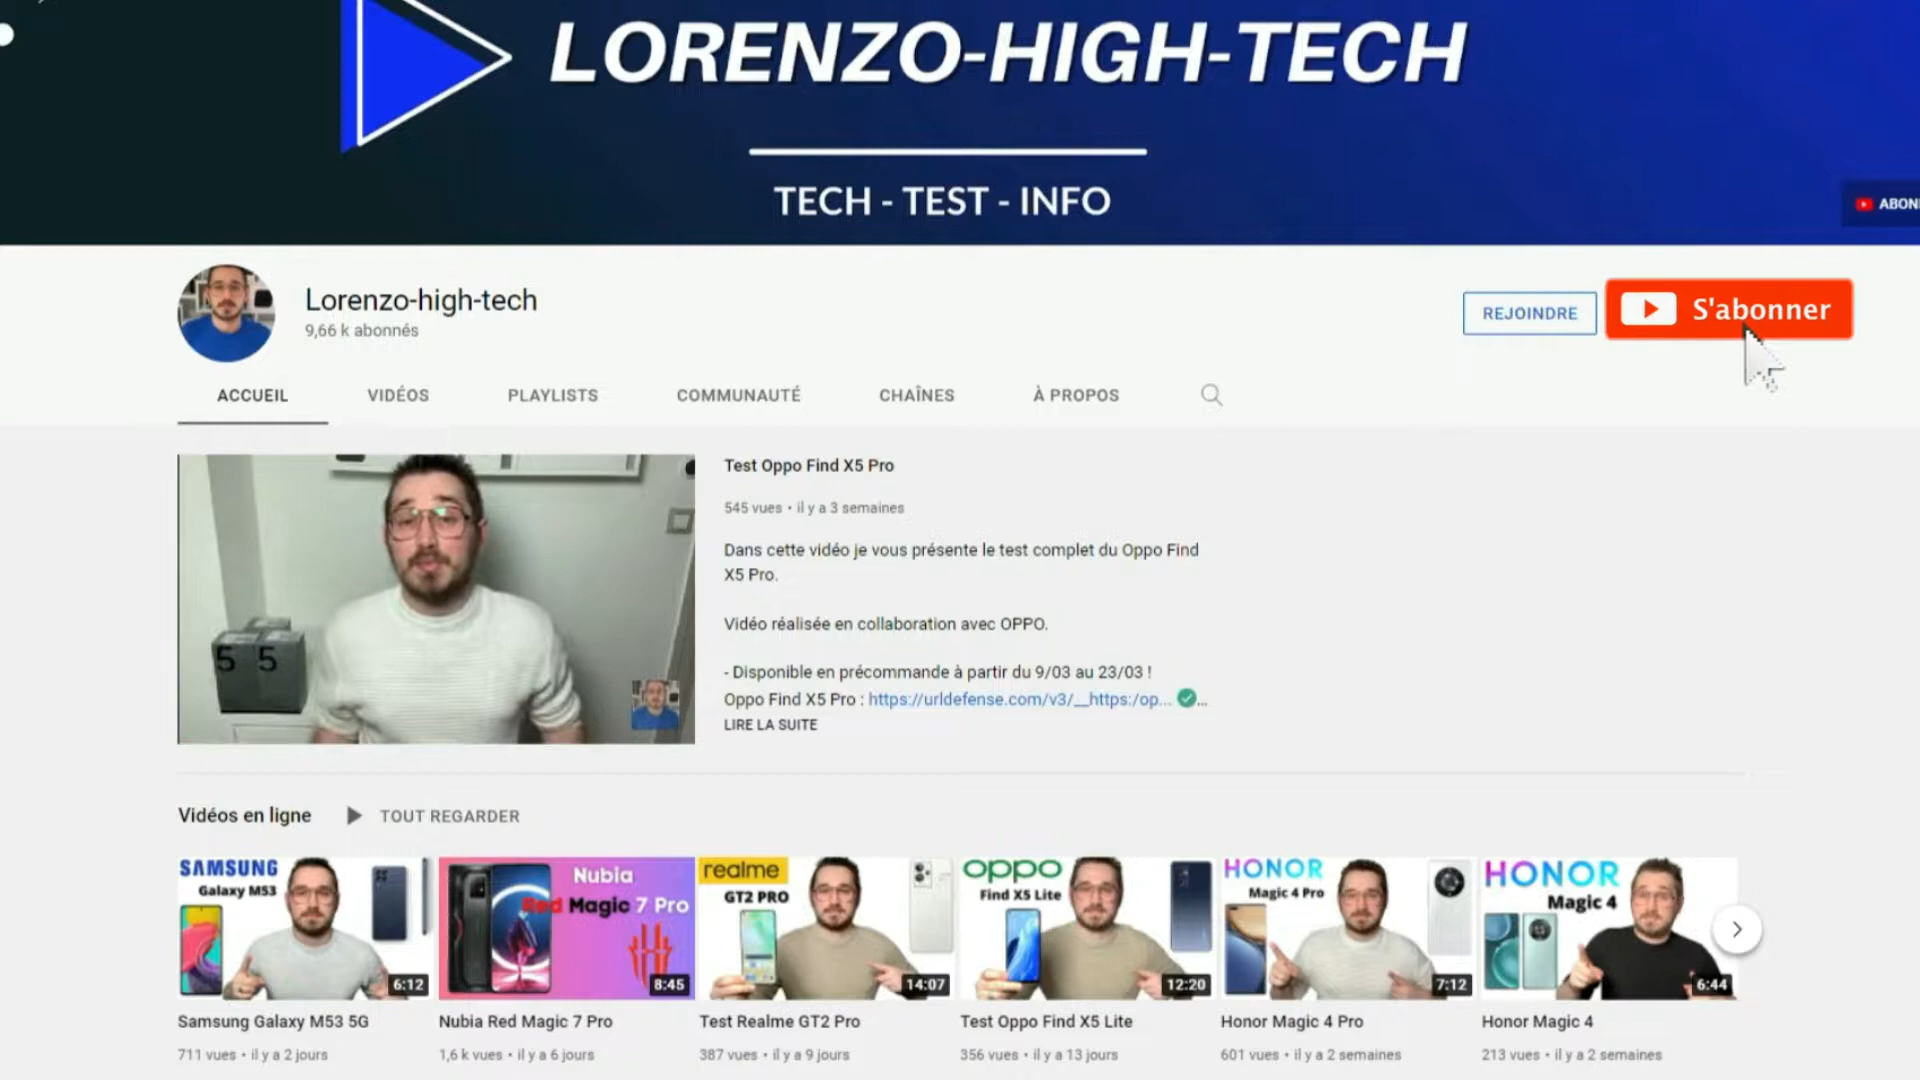 LORENZO-HIGH-TECH
TECH - TEST - INFO
Lorenzo-high-tech
9,66 k abonnés
REJOINDRE
S'abonner
ACCUEIL
VIDÉOS
PLAYLISTS
COMMUNAUTÉ
CHAÎNES
À PROPOS
Test Oppo Find X5 Pro
545 vues • il y a 3 semaines
Dans cette vidéo je vous présente le test complet du Oppo Find
X5 Pro.
Vidéo réalisée en collaboration avec OPPO.
- Disponible en précommande à partir du 9/03 au 23/03 !
Oppo Find X5 Pro : https://urldefense.com/v3/__https:/op... ...
LIRE LA SUITE
5 5
Vidéos en ligne
TOUT REGARDER
SAMSUNG
Galaxy M53
6:12
Nubia
Red Magic 7 Pro
8:45
realme
GT2 PRO
14:07
oppo
Find X5 Lite
12:20
HONOR
Magic 4 Pro
7:12
HONOR
Magic 4
6:44
Samsung Galaxy M53 5G
711 vues • il y a 2 jours
Nubia Red Magic 7 Pro
1,6 k vues • il y a 6 jours
Test Realme GT2 Pro
387 vues • il y a 9 jours
Test Oppo Find X5 Lite
356 vues • il y a 13 jours
Honor Magic 4 Pro
601 vues • il y a 2 semaines
Honor Magic 4
213 vues • il y a 2 semaines